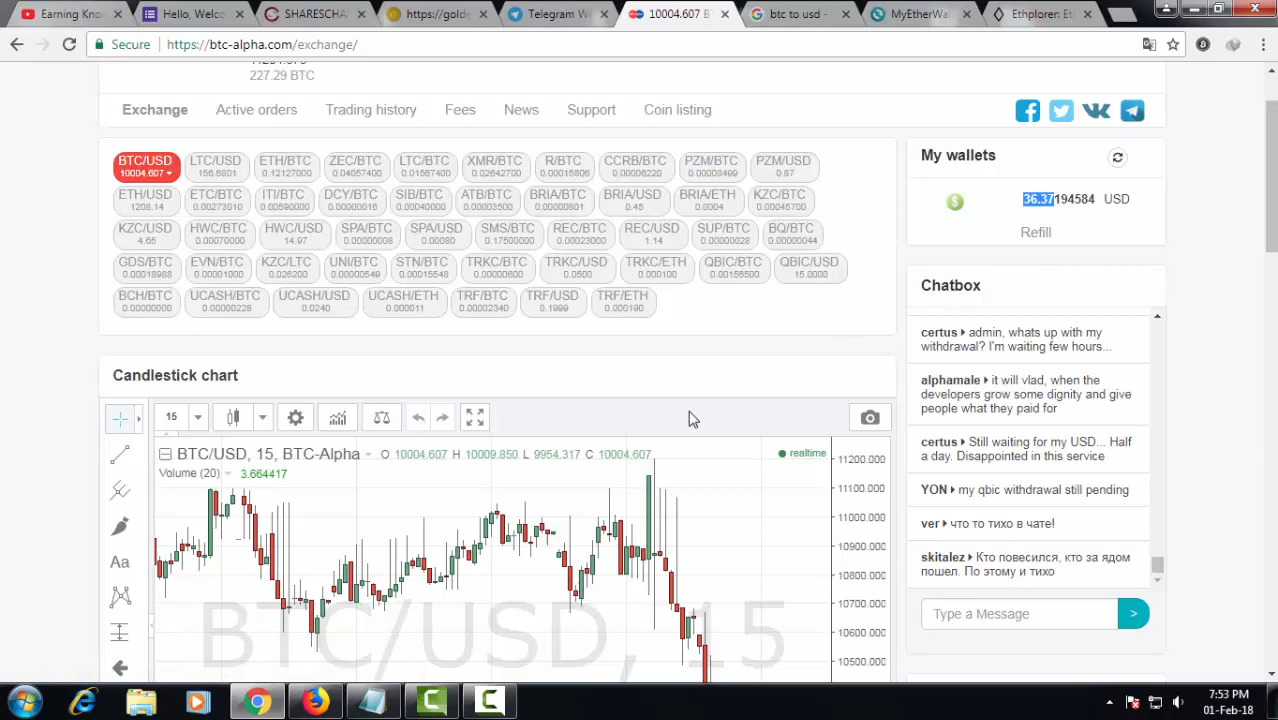 Earning Know
Hello, Welco
SHARESCHA
https://gol
Telegram W
10004.607 B
btc to usd -
MyEtherWal
Ethplorer: Et
Secure https://btc-alpha.com/exchange/
227.29 BTC
Exchange Active orders Trading history Fees News Support Coin listing
BTC/USD LTC/USD ETH/BTC ZEC/BTC LTC/BTC XMR/BTC R/BTC CCRB/BTC PZM/BTC PZM/USD
10004.607 156.6801 0.12127000 0.04057400 0.01567400 0.02642700 0.00015806 0.00006220 0.00008499 0.87
ETH/USD ETC/BTC ITI/BTC DCY/BTC SIB/BTC ATB/BTC BRIA/BTC BRIA/USD BRIA/ETH KZC/BTC
1208.14 0.00273010 0.00590000 0.00000016 0.00040000 0.00003500 0.00000801 0.45 0.0004 0.00045700
KZC/USD HWC/BTC HWC/USD SPA/BTC SPA/USD SMS/BTC REC/BTC REC/USD SUP/BTC BQ/BTC
4.65 0.00070000 14.97 0.00000008 0.00080 0.17500000 0.00023000 1.14 0.00000028 0.00000044
GDS/BTC EVN/BTC KZC/LTC UNI/BTC STN/BTC TRKC/BTC TRKC/USD TRKC/ETH QBIC/BTC QBIC/USD
0.00018988 0.00001000 0.026200 0.00000549 0.00015548 0.00000600 0.0500 0.000100 0.00156500 15.0000
BCH/BTC UCASH/BTC UCASH/USD UCASH/ETH TRF/BTC TRF/USD TRF/ETH
0.00000000 0.00000228 0.0240 0.000011 0.00002340 0.1999 0.000190
My wallets
36.37194584 USD
Refill
Chatbox
certus admin, whats up with my
withdrawal? I'm waiting few hours...
alphamale it will vlad, when the
developers grow some dignity and give
people what they paid for
certus Still waiting for my USD... Half
a day. Disappointed in this service
YON my qbic withdrawal still pending
ver что то тихо в чате!
skitalez Кто повесился, кто за ядом
пошел. По этому и тихо
Type a Message >
Candlestick chart
15
BTC/USD, 15, BTC-Alpha O 10004.607 H 10009.850 L 9954.317 C 10004.607 realtime
Volume (20) 3.664417
Aa
BTC/USD, 15
11200.000
11100.000
11000.000
10900.000
10800.000
10700.000
10600.000
10500.000
7:53 PM
01-Feb-18